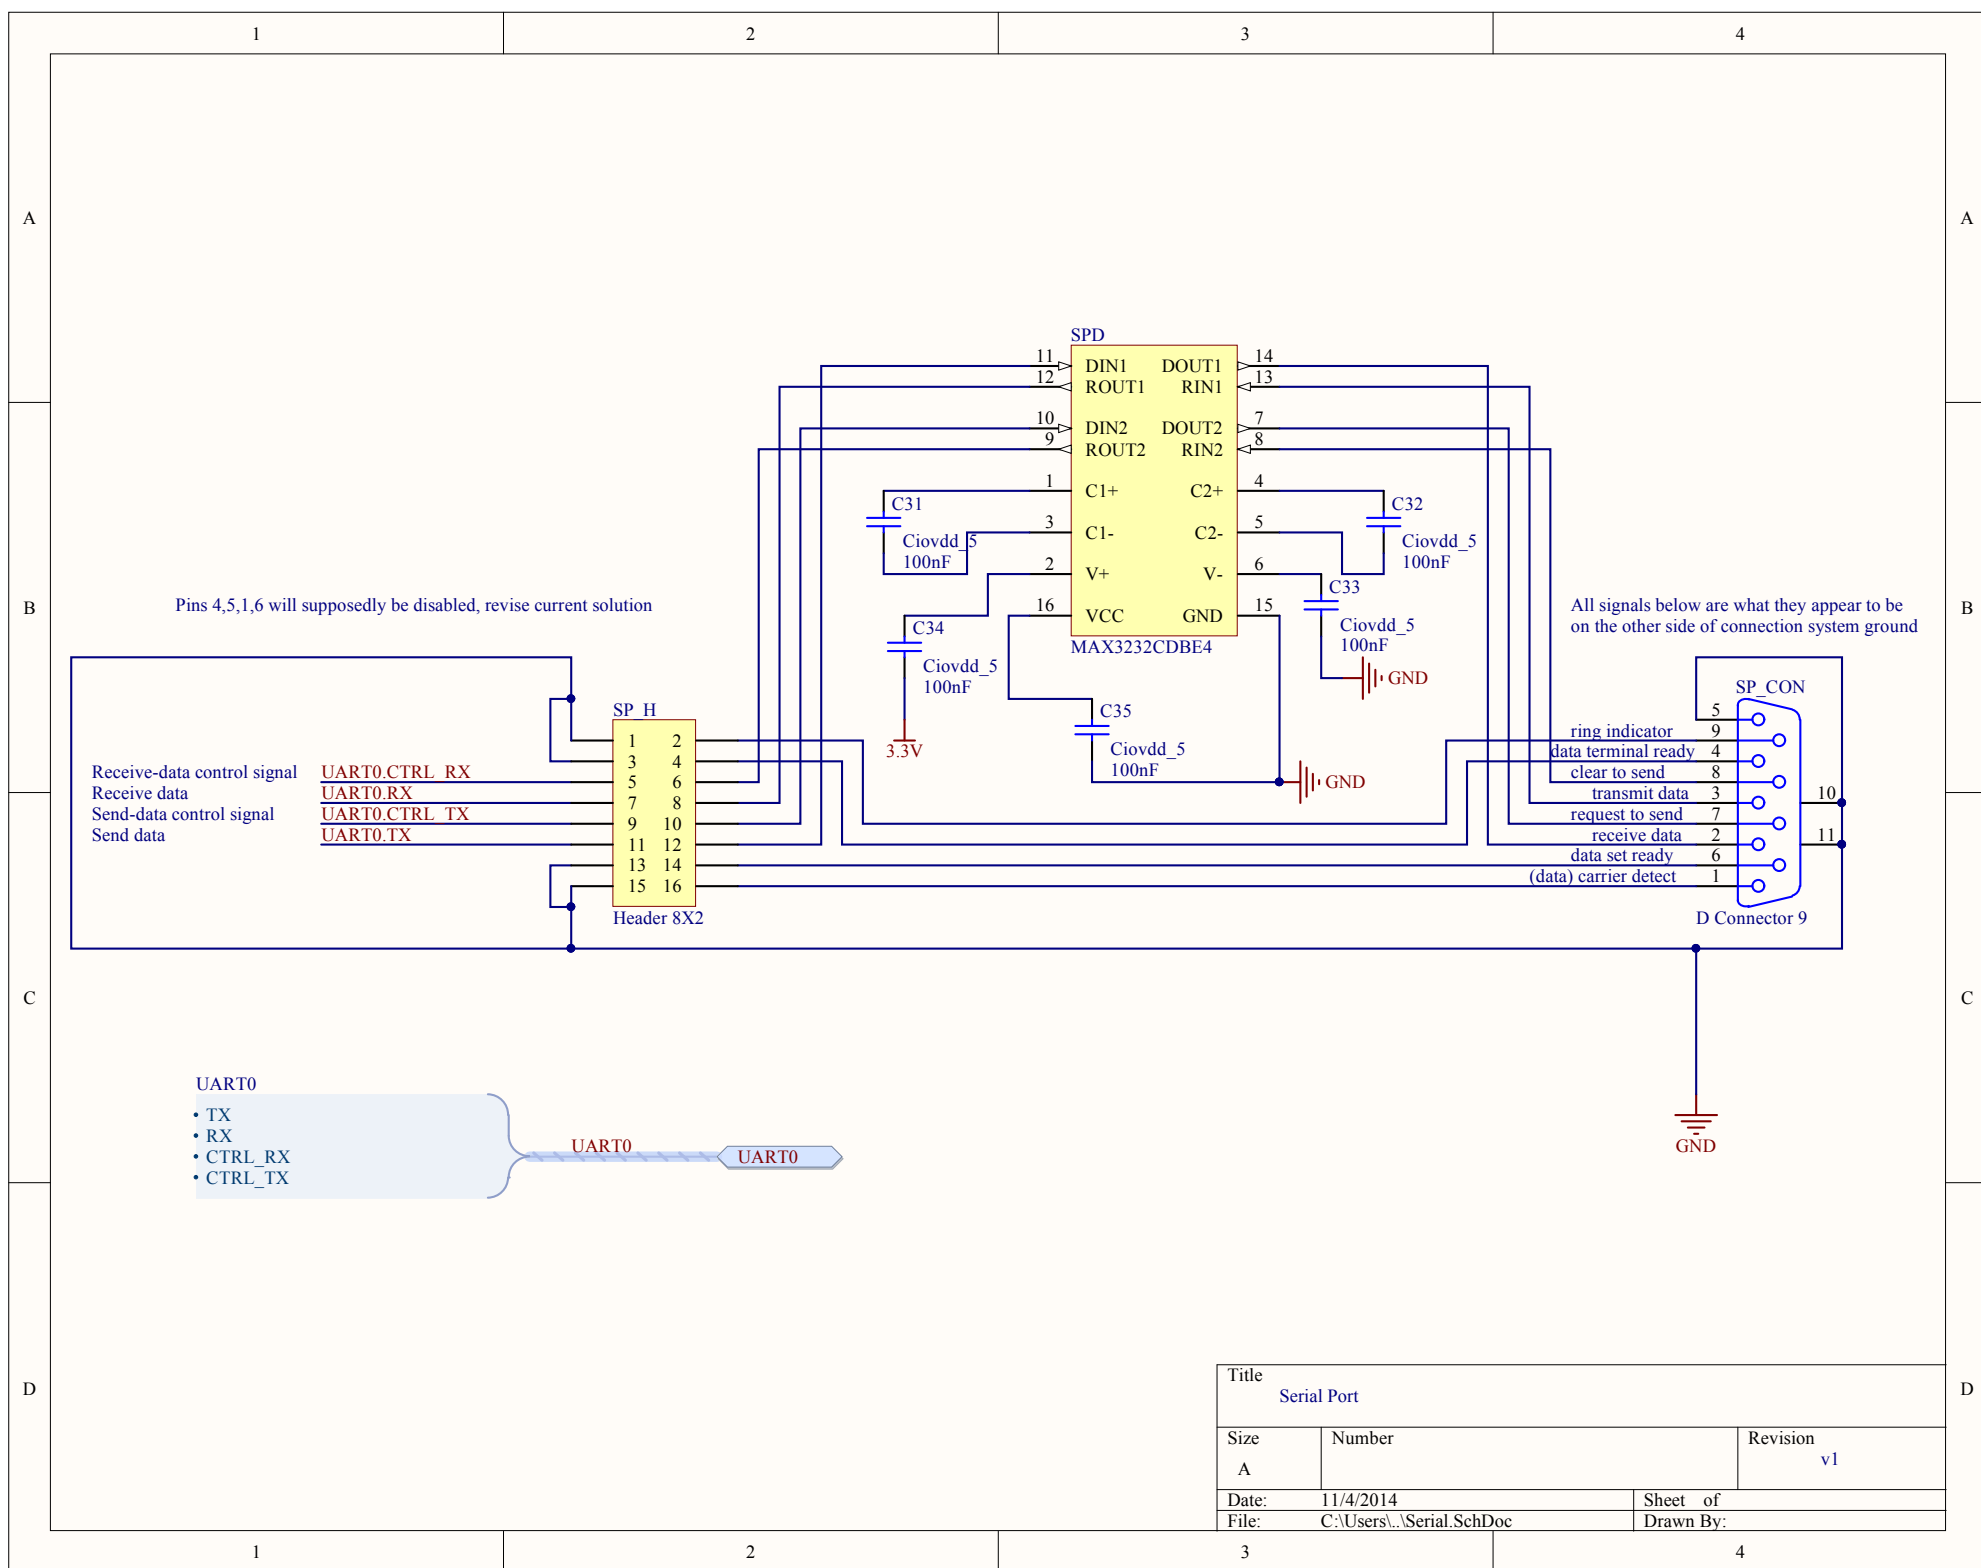 1 2 3 4
A A
SPD
11 DIN1 DOUT1 14
12 ROUT1 RIN1 13
10 DIN2 DOUT2 7
9 ROUT2 RIN2 8
1 C1+ C2+ 4
C31 C32
3 C1- C2- 5
Ciovdd_5 Ciovdd_5
100nF 100nF
2 V+ V- 6
C33
B B
Pins 4,5,1,6 will supposedly be disabled, revise current solution
All signals below are what they appear to be
on the other side of connection system ground
16 VCC GND 15
C34
Ciovdd_5
100nF
MAX3232CDBE4
Ciovdd_5
100nF
GND
3.3V
C35
Ciovdd_5
100nF
GND
SP_H
1 2
3 4
5 6
7 8
9 10
11 12
13 14
15 16
Header 8X2
Receive-data control signal UART0.CTRL_RX
Receive data UART0.RX
Send-data control signal UART0.CTRL_TX
Send data UART0.TX
SP_CON
5
ring indicator 9
data terminal ready 4
clear to send 8
transmit data 3 10
request to send 7
receive data 2 11
data set ready 6
(data) carrier detect 1
D Connector 9
C C
GND
UART0
• TX
• RX
• CTRL_RX
• CTRL_TX
UART0
UART0
D D
Title
Serial Port
Size Number Revision
A v1
Date: 11/4/2014 Sheet of
File: C:\Users\..\Serial.SchDoc Drawn By:
1 2 3 4